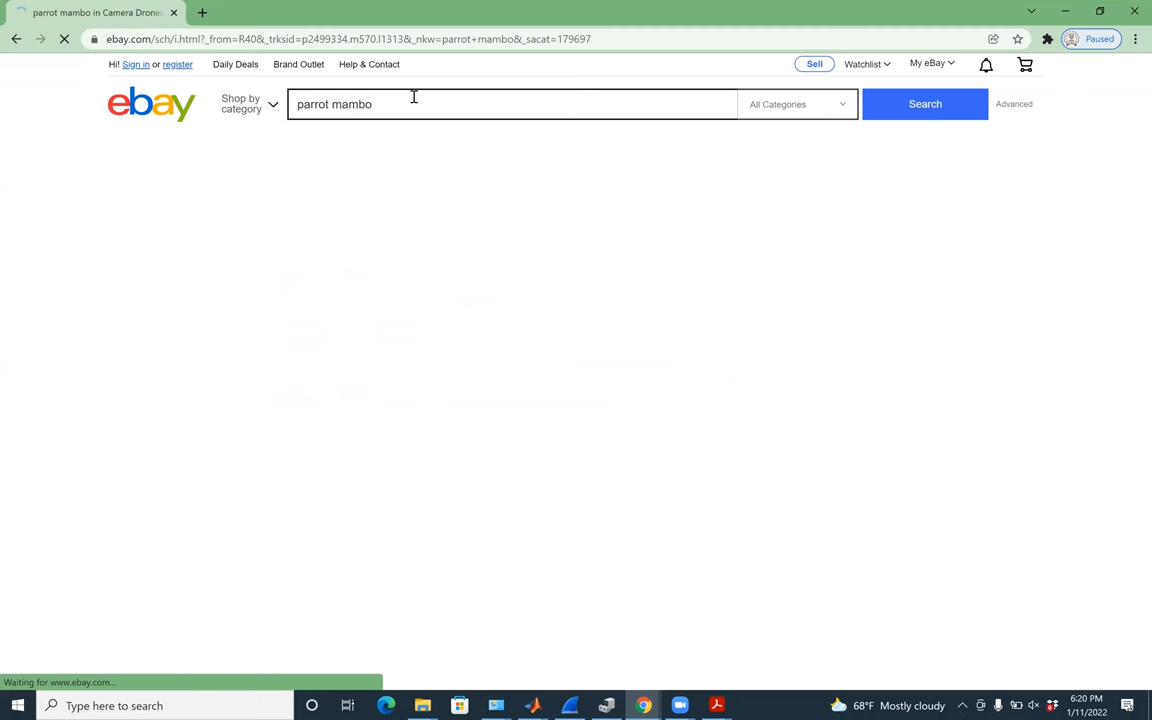 parrot mambo in Camera Drones
ebay.com/sch/i.html?_from=R40&_trksid=p2499334.m570.l1313&_nkw=parrot+mambo&_sacat=179697
Paused
Hi! Sign in or register
Daily Deals
Brand Outlet
Help & Contact
Sell
Watchlist
My eBay
ebay
Shop by category
parrot mambo
All Categories
Search
Advanced
Waiting for www.ebay.com...
Type here to search
68°F Mostly cloudy
6:20 PM
1/11/2022